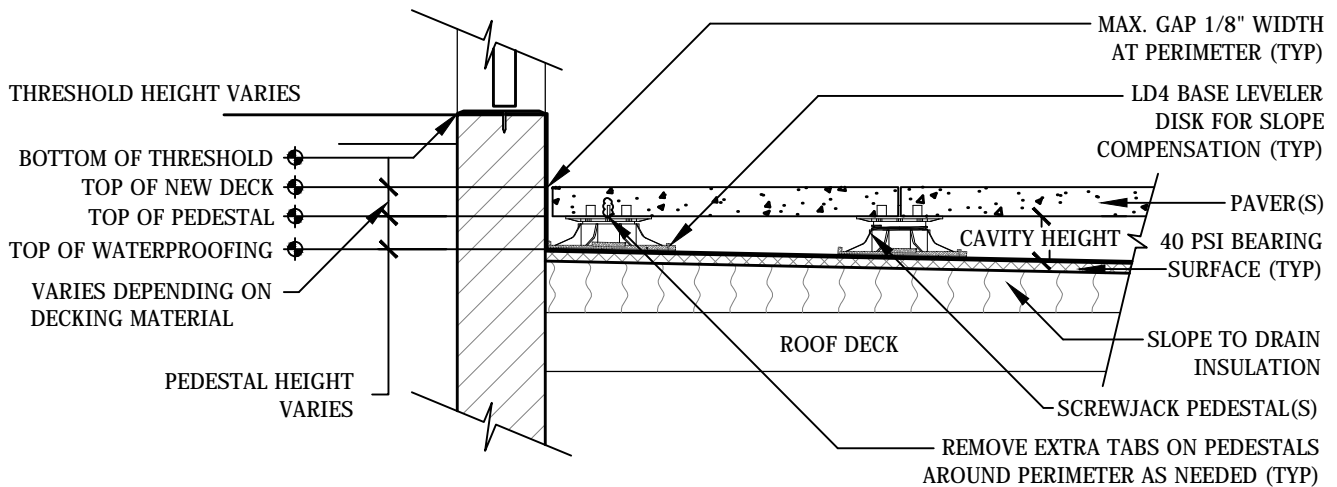 MAX. GAP 1/8" WIDTH
AT PERIMETER (TYP)
THRESHOLD HEIGHT VARIES
LD4 BASE LEVELER
DISK FOR SLOPE
COMPENSATION (TYP)
BOTTOM OF THRESHOLD
TOP OF NEW DECK
TOP OF PEDESTAL
TOP OF WATERPROOFING
PAVER(S)
CAVITY HEIGHT
40 PSI BEARING
SURFACE (TYP)
VARIES DEPENDING ON
DECKING MATERIAL
ROOF DECK
SLOPE TO DRAIN
INSULATION
PEDESTAL HEIGHT
VARIES
SCREWJACK PEDESTAL(S)
REMOVE EXTRA TABS ON PEDESTALS
AROUND PERIMETER AS NEEDED (TYP)